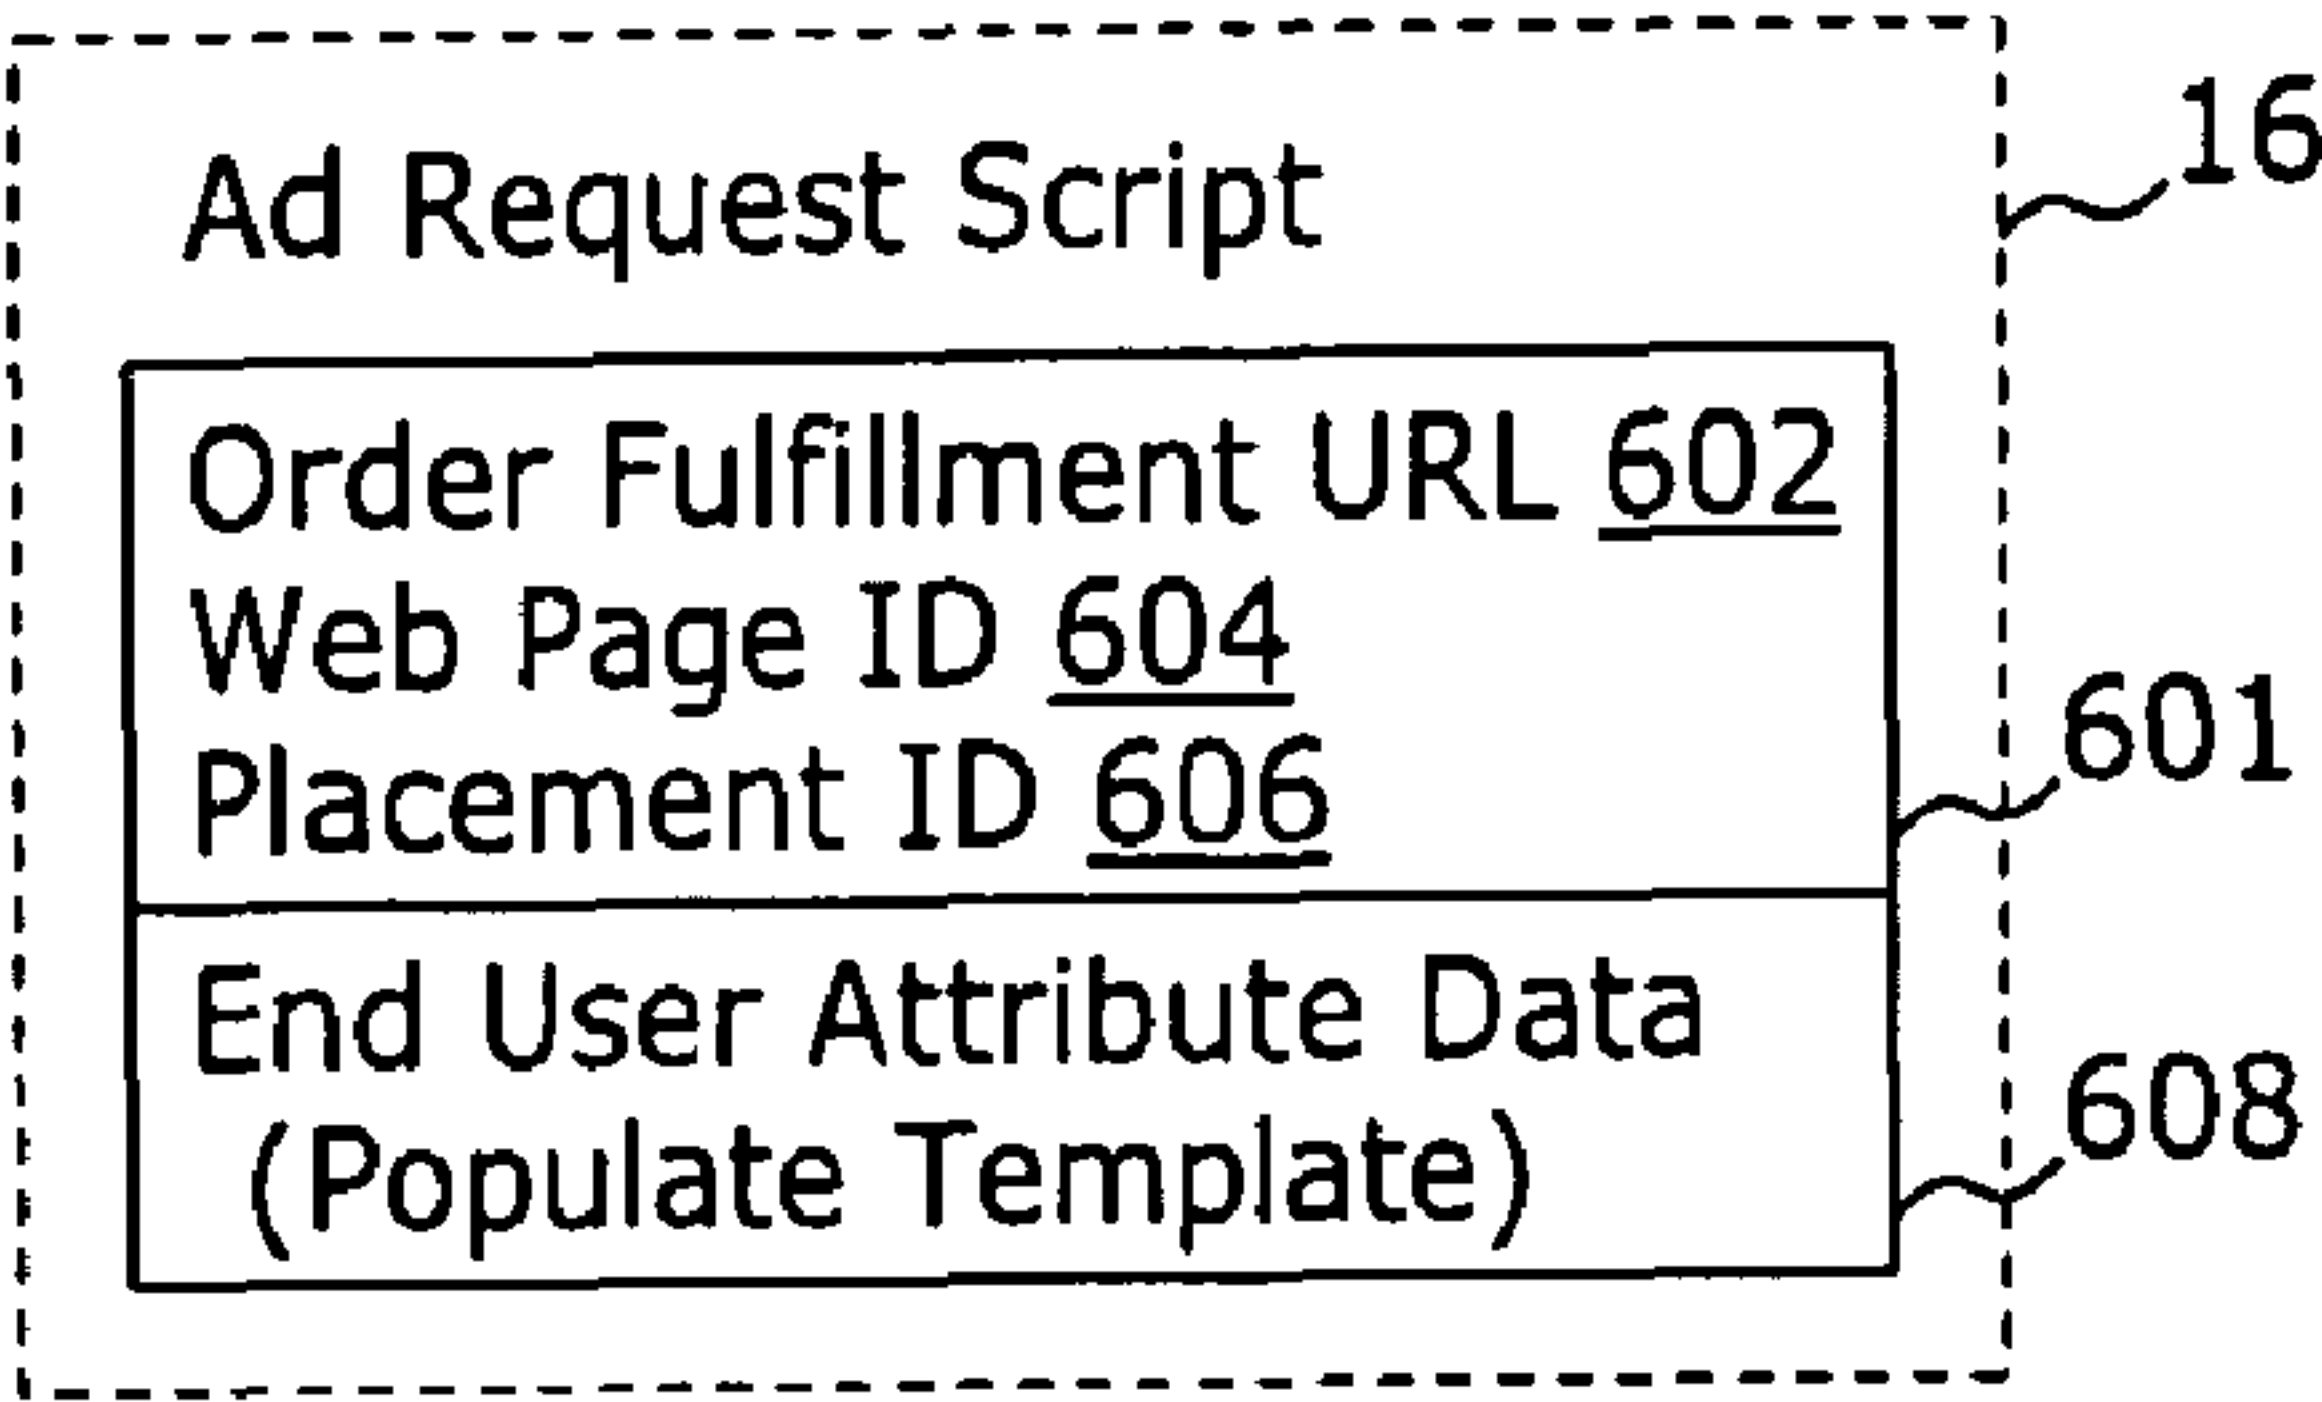 16
Ad Request Script
Order Fulfillment URL 602
Web Page ID 604
Placement ID 606
601
End User Attribute Data
608
(Populate Template)